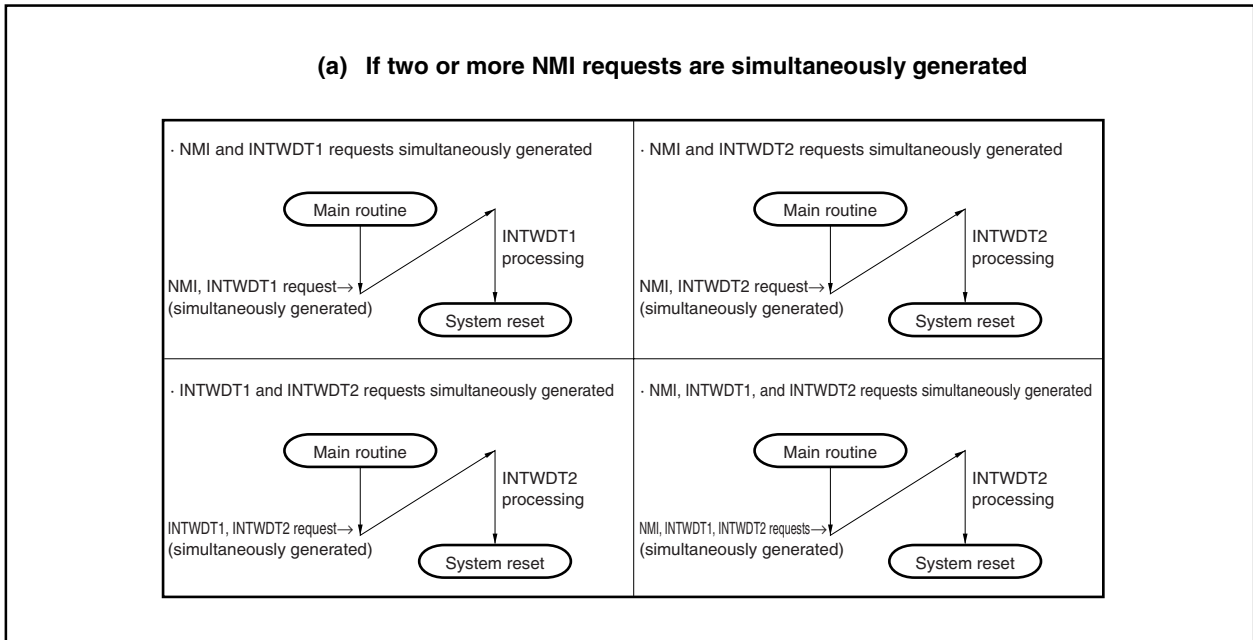 (a) If two or more NMI requests are simultaneously generated
· NMI and INTWDT1 requests simultaneously generated
Main routine
INTWDT1
processing
NMI, INTWDT1 request→
(simultaneously generated)
System reset
· NMI and INTWDT2 requests simultaneously generated
Main routine
INTWDT2
processing
NMI, INTWDT2 request→
(simultaneously generated)
System reset
· INTWDT1 and INTWDT2 requests simultaneously generated
Main routine
INTWDT2
processing
INTWDT1, INTWDT2 request→
(simultaneously generated)
System reset
· NMI, INTWDT1, and INTWDT2 requests simultaneously generated
Main routine
INTWDT2
processing
NMI, INTWDT1, INTWDT2 requests→
(simultaneously generated)
System reset